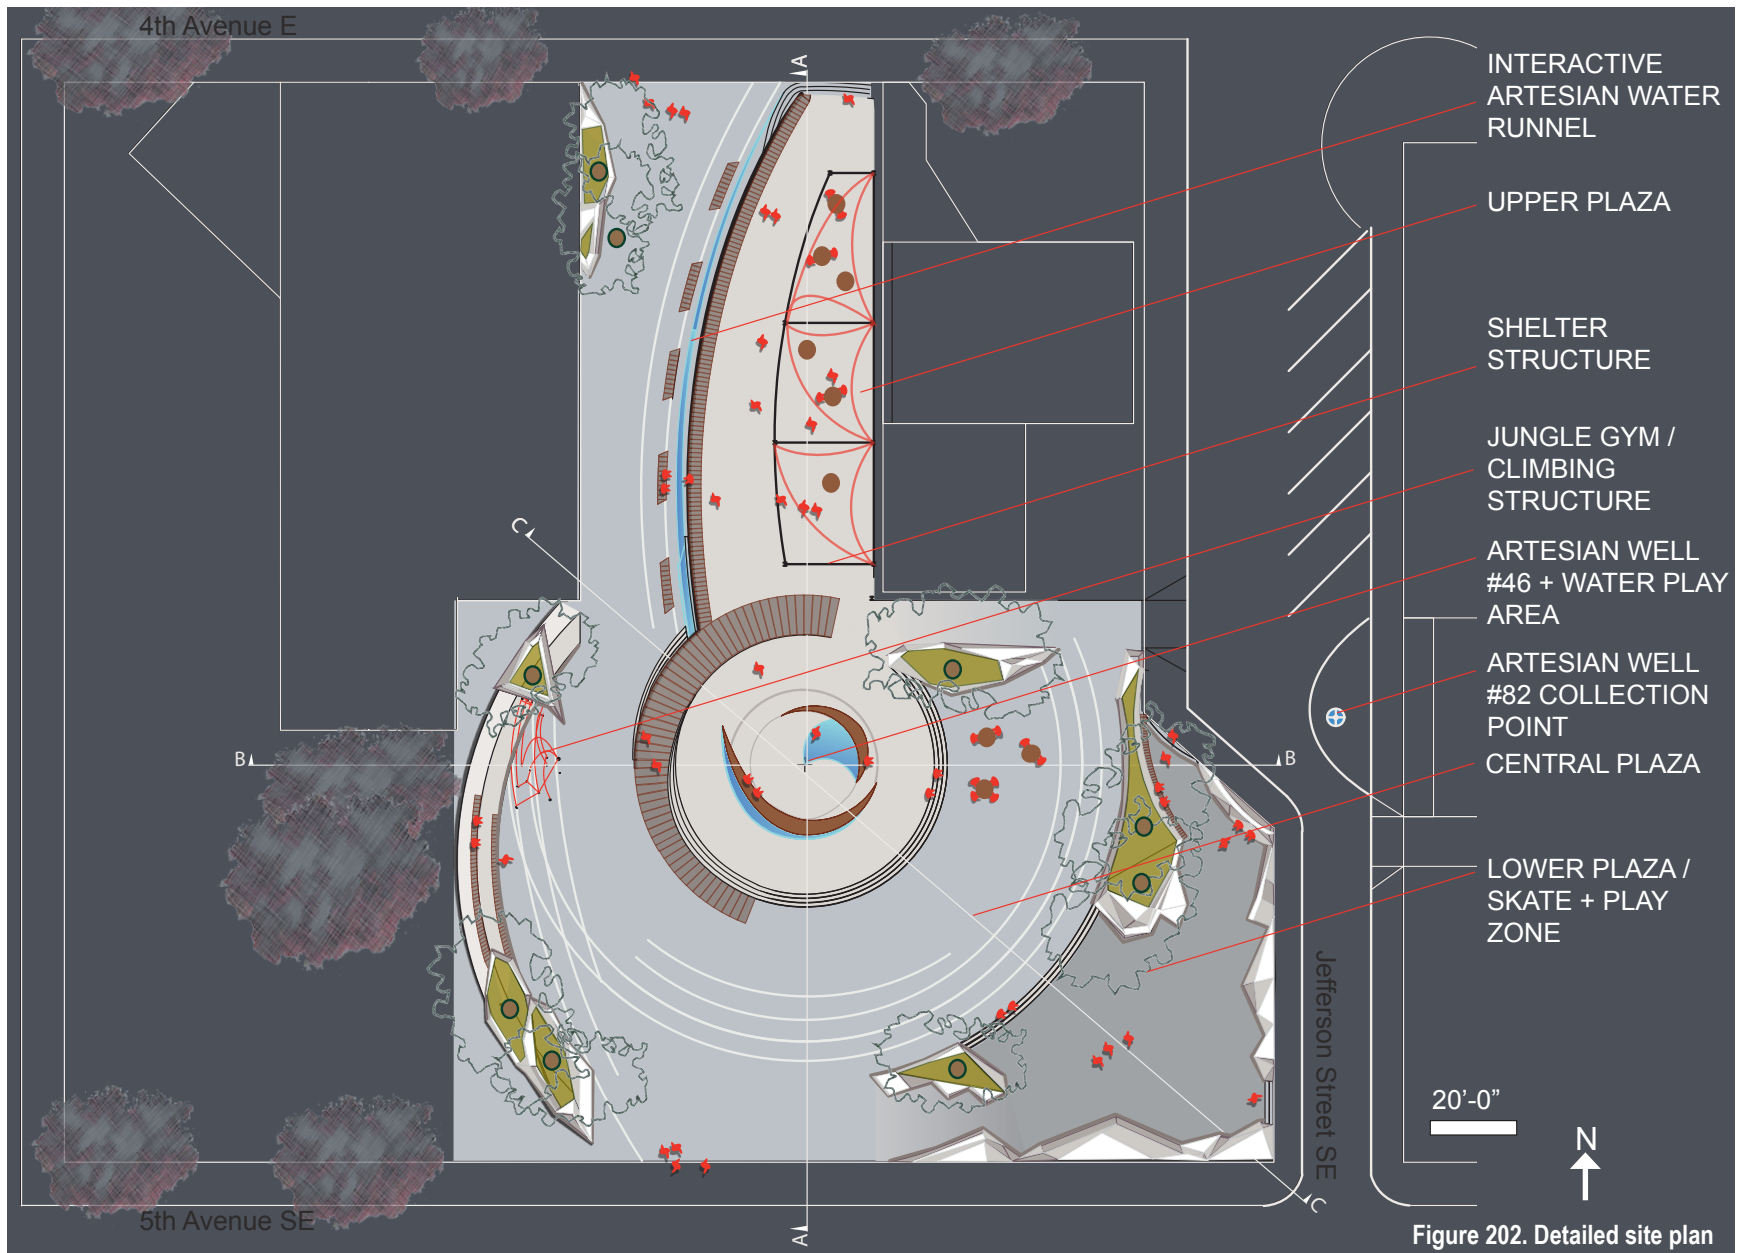 4th Avenue E
A
INTERACTIVE
ARTESIAN WATER
RUNNEL
UPPER PLAZA
SHELTER
STRUCTURE
JUNGLE GYM /
CLIMBING
STRUCTURE
C
ARTESIAN WELL
#46 + WATER PLAY
AREA
ARTESIAN WELL
#82 COLLECTION
POINT
B
B
CENTRAL PLAZA
LOWER PLAZA /
SKATE + PLAY
ZONE
Jefferson Street SE
20’-0”
N
C
5th Avenue SE
A
Figure 202. Detailed site plan